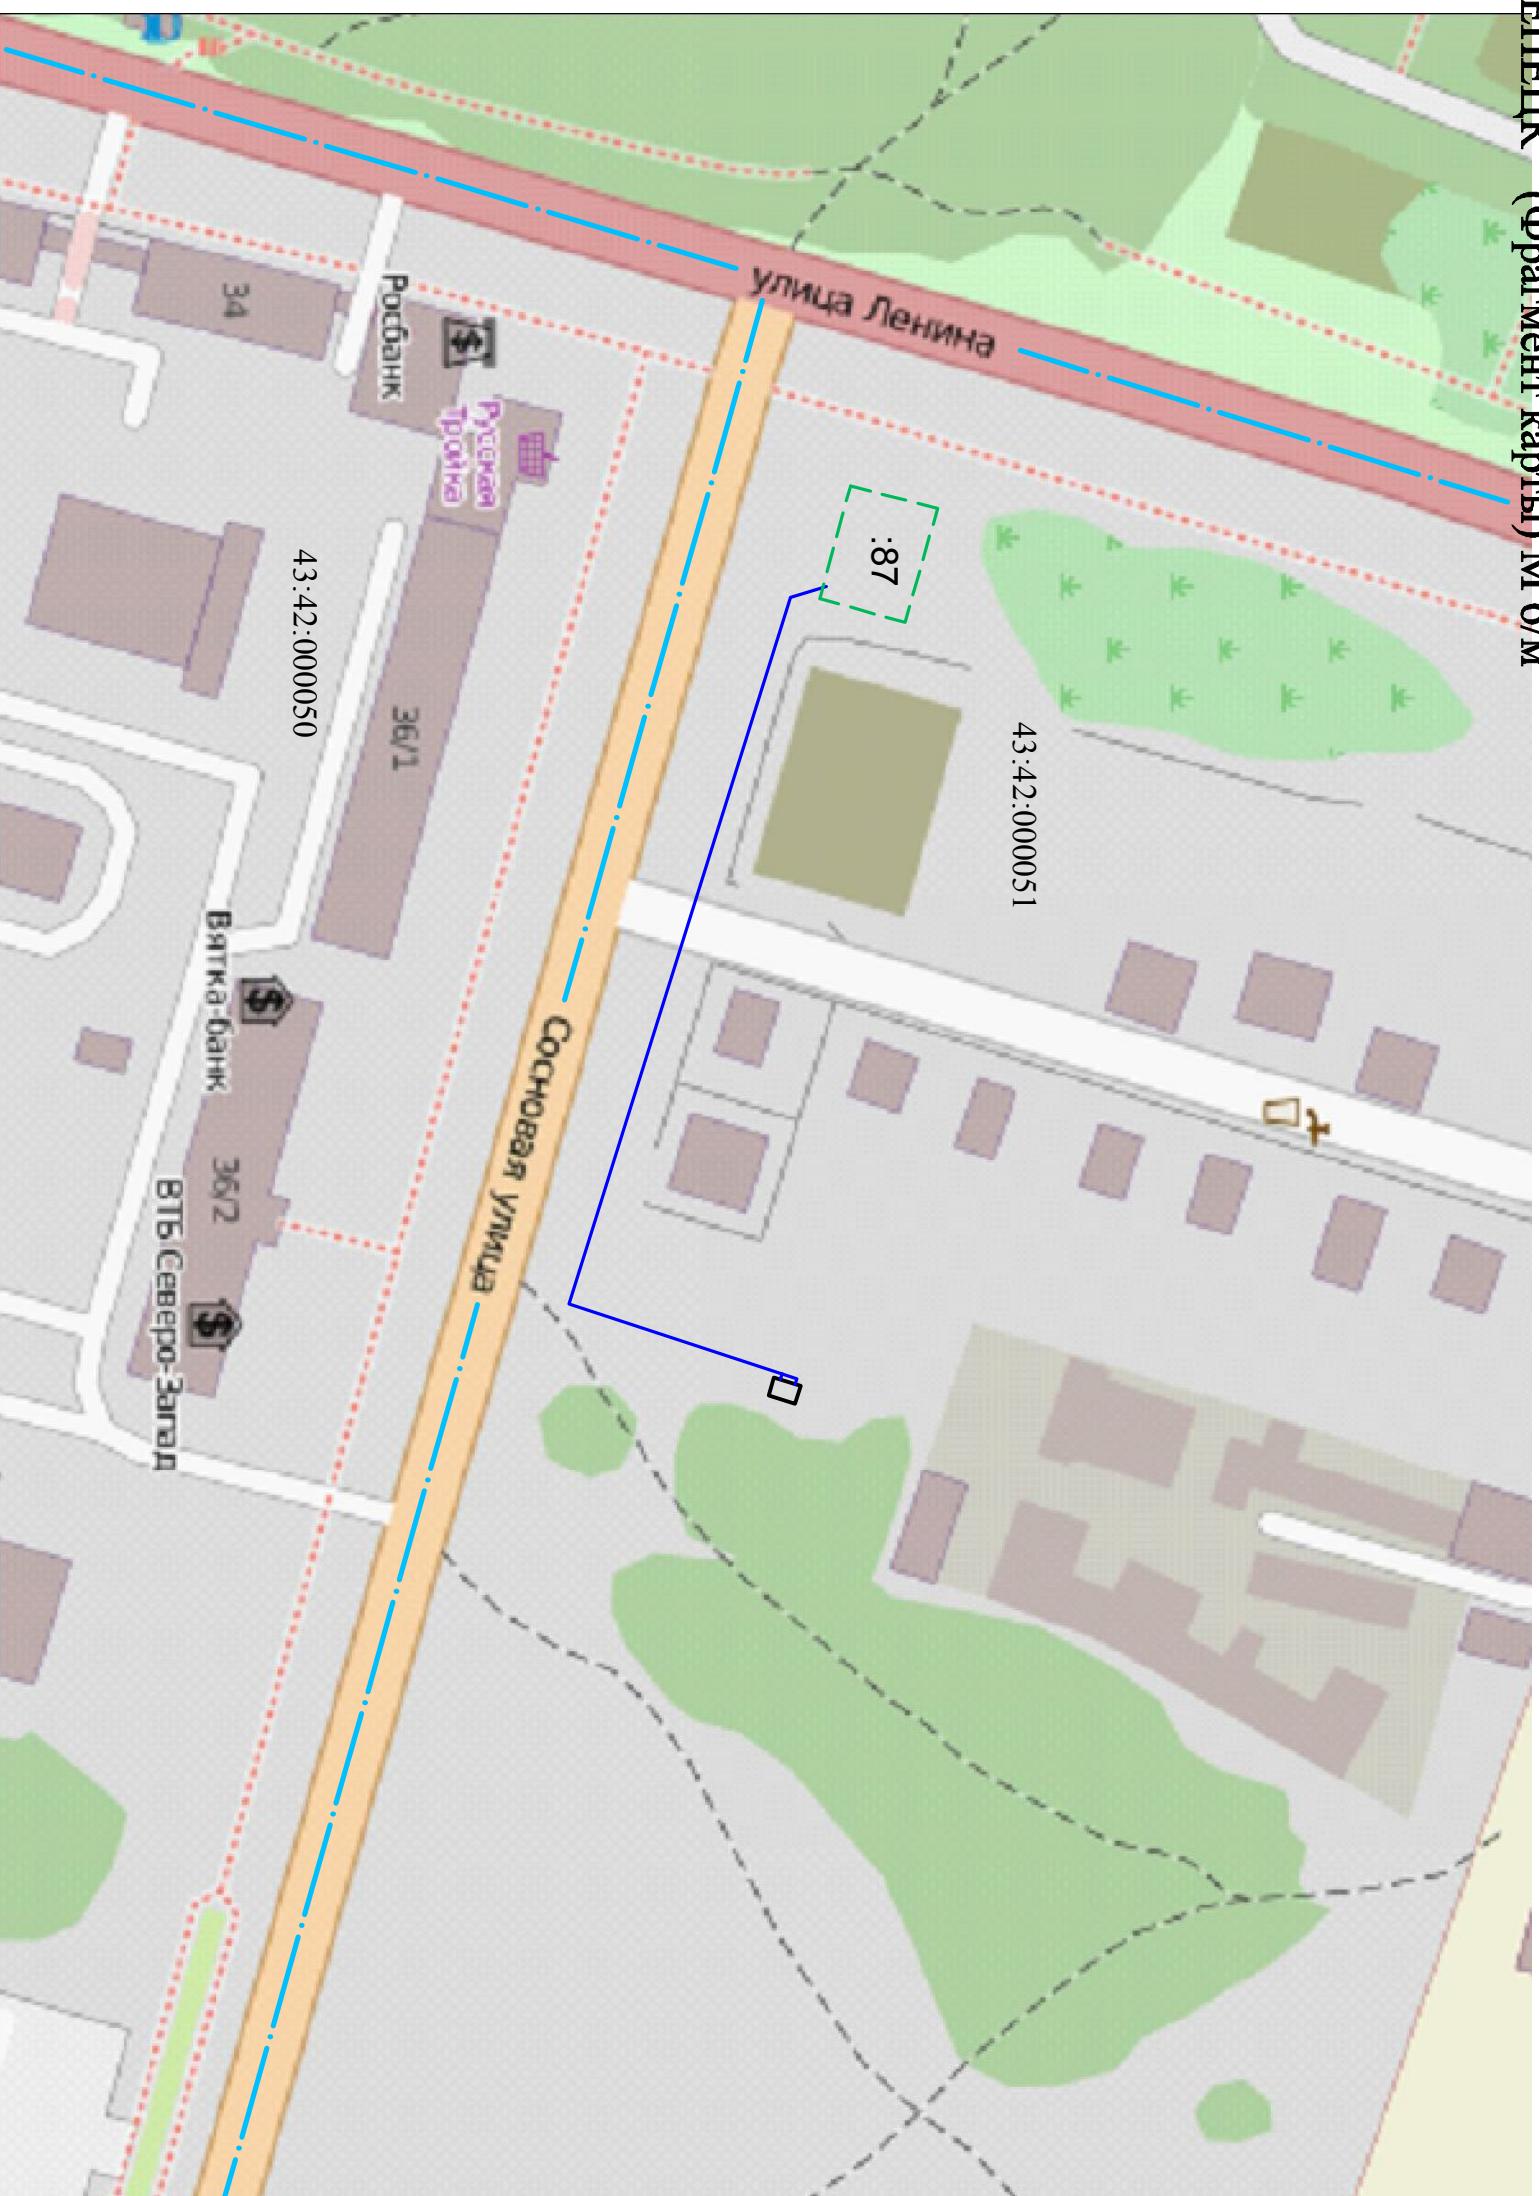 (фрагмент карты) М б/м
улица Ленина
34
Росбанк
Русская
Тройка
:87
43:42:000050
43:42:000051
36/1
Вятка-банк
Сосновая улица
36/2
ВТБ Северо-Запад